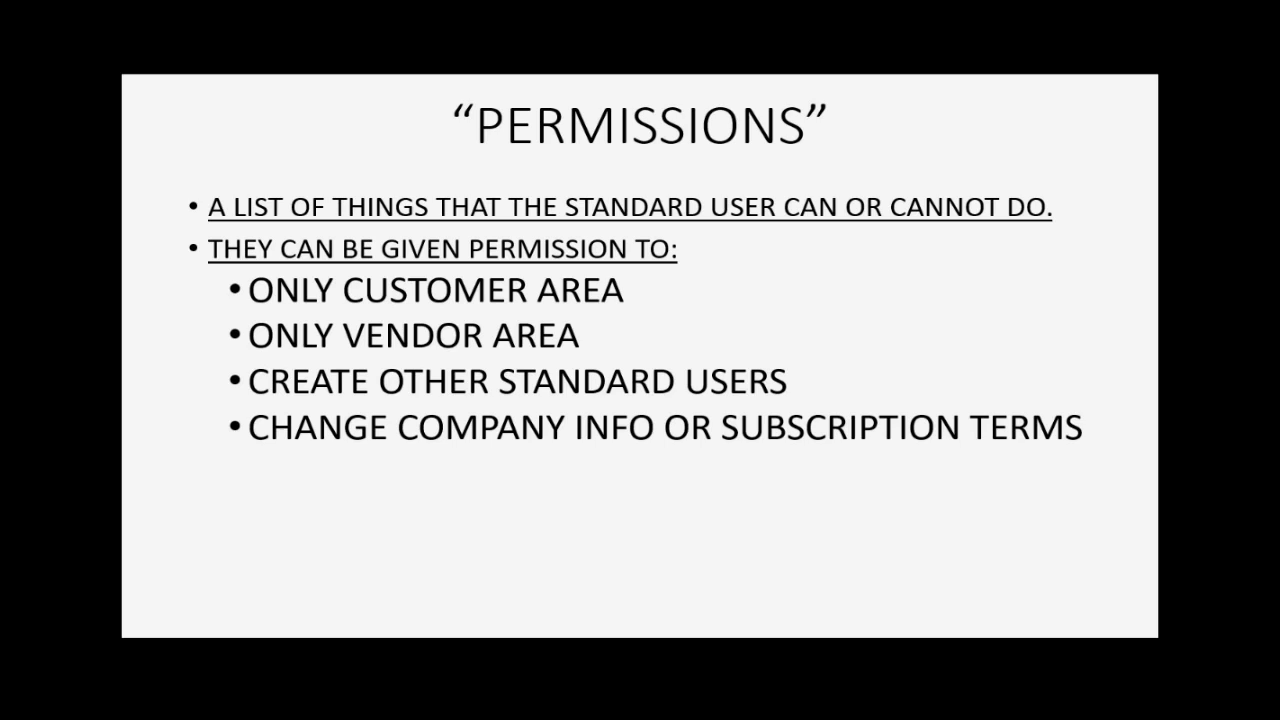 “PERMISSIONS”
• A LIST OF THINGS THAT THE STANDARD USER CAN OR CANNOT DO.
• THEY CAN BE GIVEN PERMISSION TO:
• ONLY CUSTOMER AREA
• ONLY VENDOR AREA
• CREATE OTHER STANDARD USERS
• CHANGE COMPANY INFO OR SUBSCRIPTION TERMS